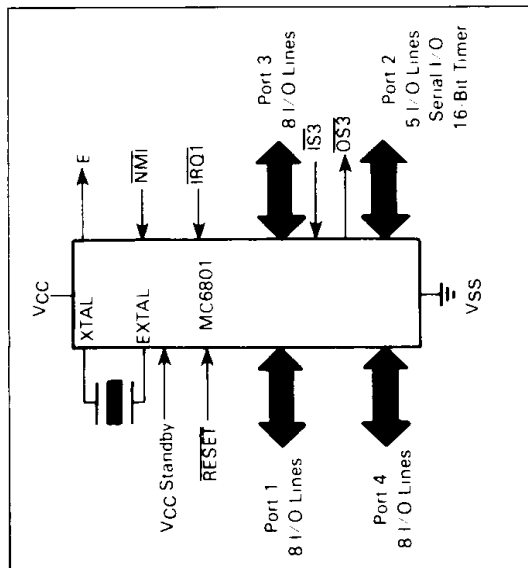 VCC
XTAL
EXTAL
VCC Standby
RESET
MC6801
E
NMI
IRQ1
Port 1
8 I/O Lines
Port 3
8 I/O Lines
IS3
OS3
Port 4
8 I/O Lines
Port 2
5 I/O Lines
Serial I/O
16-Bit Timer
VSS